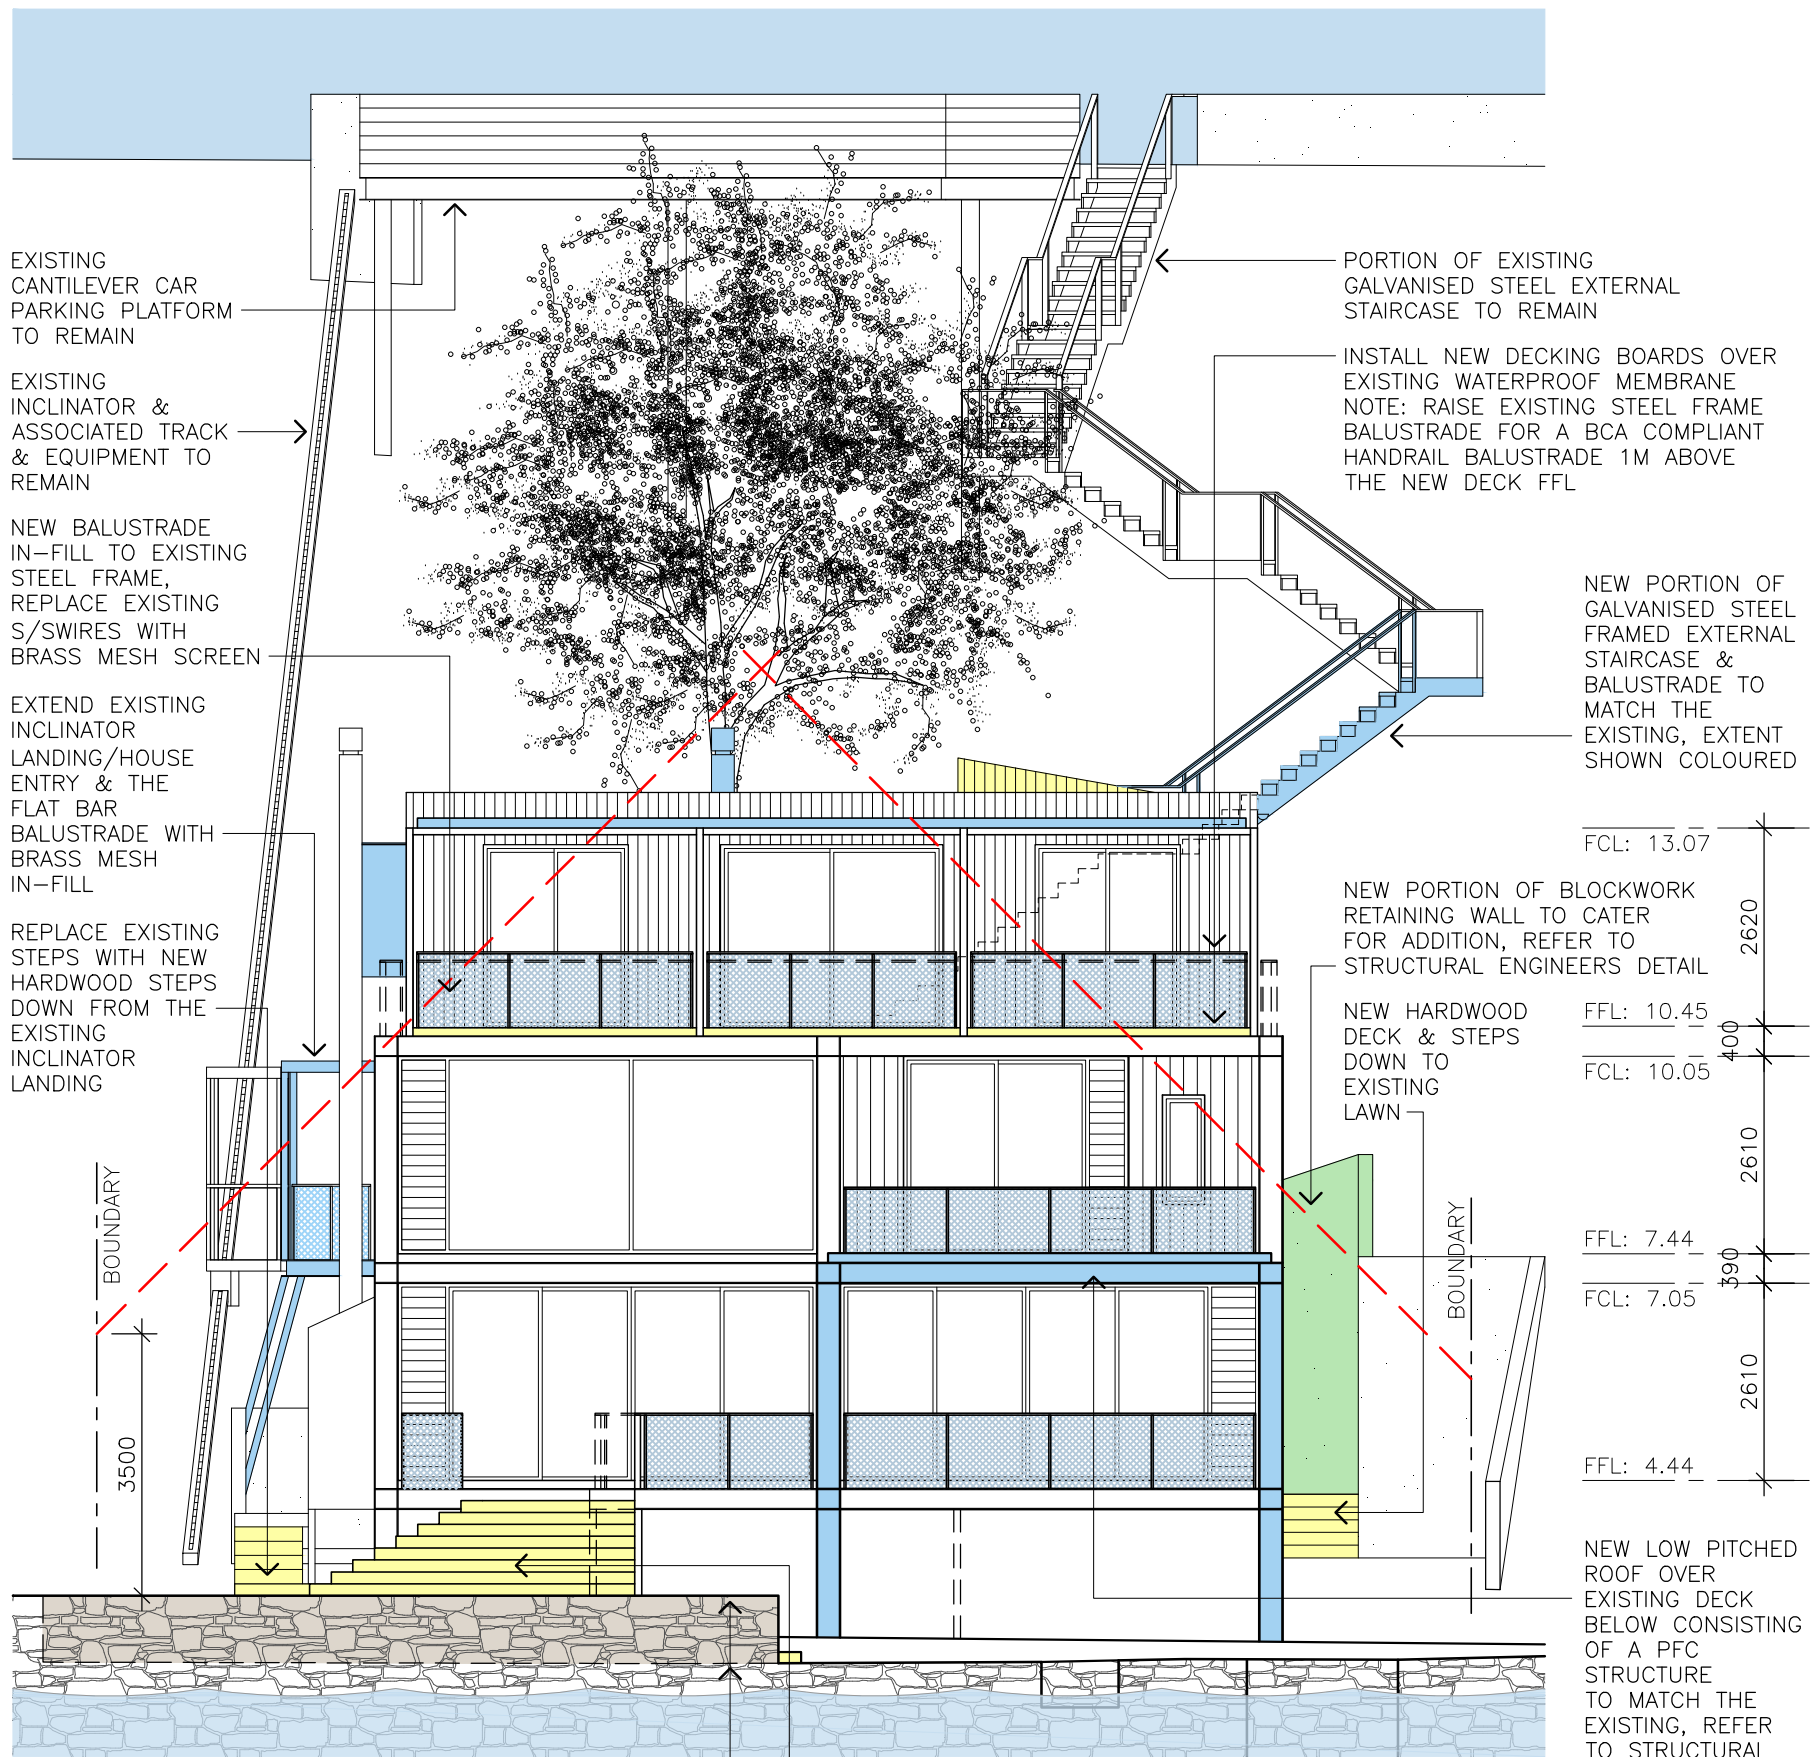 EXISTING
CANTILEVER CAR
PARKING PLATFORM
TO REMAIN
EXISTING
INCLINATOR &
ASSOCIATED TRACK
& EQUIPMENT TO
REMAIN
NEW BALUSTRADE
IN-FILL TO EXISTING
STEEL FRAME,
REPLACE EXISTING
S/SWIRES WITH
BRASS MESH SCREEN
EXTEND EXISTING
INCLINATOR
LANDING/HOUSE
ENTRY & THE
FLAT BAR
BALUSTRADE WITH
BRASS MESH
IN-FILL
REPLACE EXISTING
STEPS WITH NEW
HARDWOOD STEPS
DOWN FROM THE
EXISTING
INCLINATOR
LANDING
BOUNDARY
3500
PORTION OF EXISTING
GALVANISED STEEL EXTERNAL
STAIRCASE TO REMAIN
INSTALL NEW DECKING BOARDS OVER
EXISTING WATERPROOF MEMBRANE
NOTE: RAISE EXISTING STEEL FRAME
BALUSTRADE FOR A BCA COMPLIANT
HANDRAIL BALUSTRADE 1M ABOVE
THE NEW DECK FFL
NEW PORTION OF
GALVANISED STEEL
FRAMED EXTERNAL
STAIRCASE &
BALUSTRADE TO
MATCH THE
EXISTING, EXTENT
SHOWN COLOURED
NEW PORTION OF BLOCKWORK
RETAINING WALL TO CATER
FOR ADDITION, REFER TO
STRUCTURAL ENGINEERS DETAIL
NEW HARDWOOD
DECK & STEPS
DOWN TO
EXISTING
LAWN
BOUNDARY
FCL: 13.07
2620
FFL: 10.45
400
FCL: 10.05
2610
FFL: 7.44
390
FCL: 7.05
2610
FFL: 4.44
NEW LOW PITCHED
ROOF OVER
EXISTING DECK
BELOW CONSISTING
OF A PFC
STRUCTURE
TO MATCH THE
EXISTING, REFER
TO STRUCTURAL